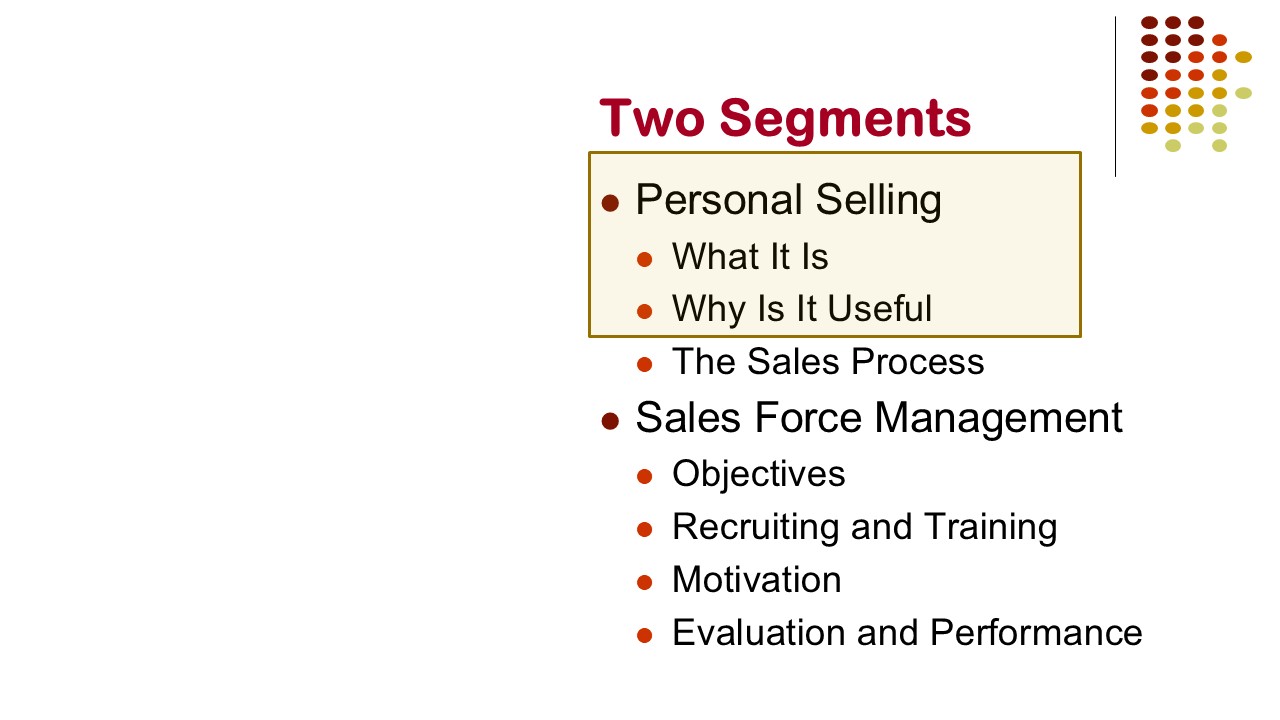 Two Segments
Personal Selling
What It Is
Why Is It Useful
The Sales Process
Sales Force Management
Objectives
Recruiting and Training
Motivation
Evaluation and Performance